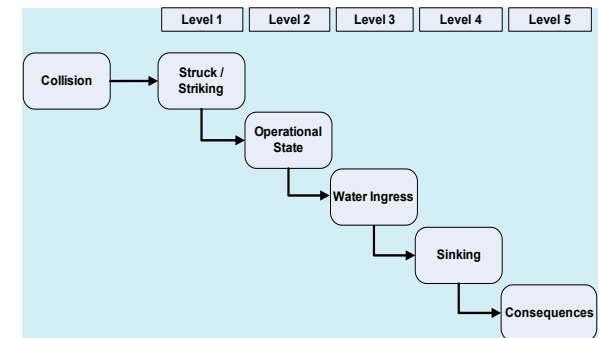 Level 1 Level 2 Level 3 Level 4 Level 5
Collision
Struck /
Striking
Operational
State
Water Ingress
Sinking
Consequences